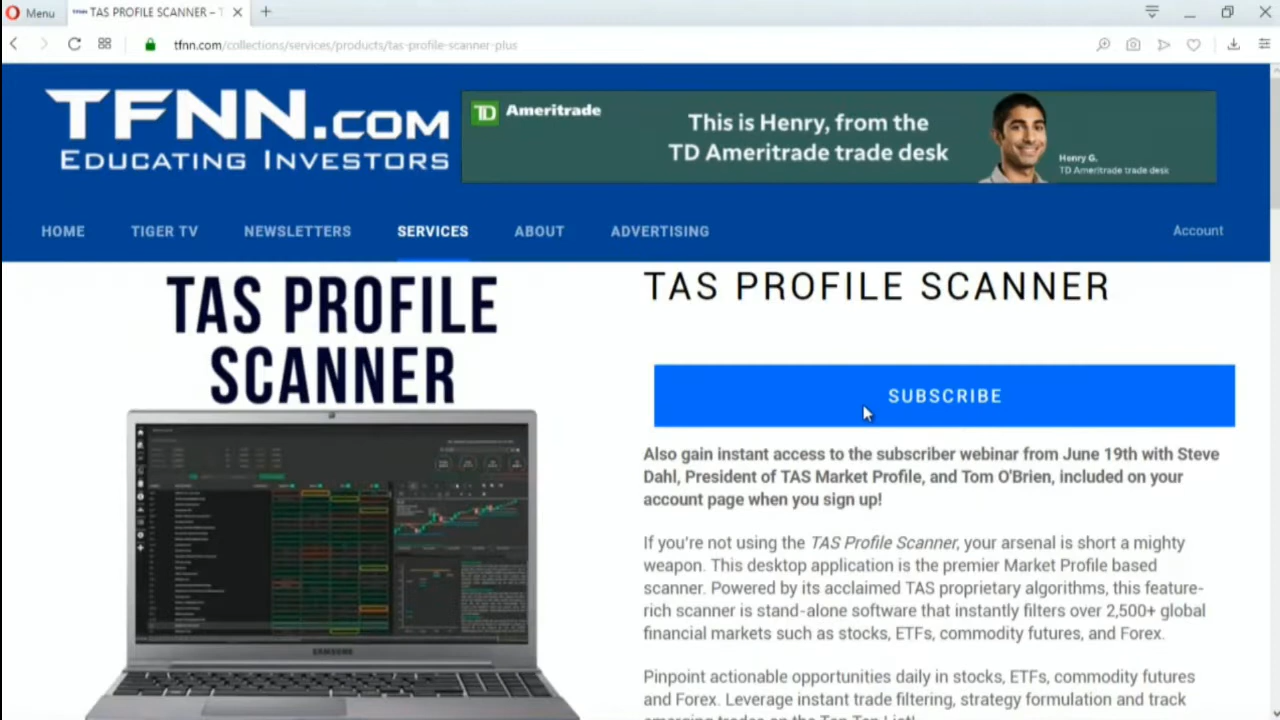 Menu
TAS PROFILE SCANNER –
tfnn.com/collections/services/products/tas-profile-scanner-plus
TFNN.COM
EDUCATING INVESTORS
TD Ameritrade
This is Henry, from the
TD Ameritrade trade desk
Henry G.
TD Ameritrade trade desk
HOME
TIGER TV
NEWSLETTERS
SERVICES
ABOUT
ADVERTISING
Account
TAS PROFILE
SCANNER
SAMSUNG
TAS PROFILE SCANNER
SUBSCRIBE
Also gain instant access to the subscriber webinar from June 19th with Steve
Dahl, President of TAS Market Profile, and Tom O'Brien, included on your
account page when you sign up!
If you're not using the TAS Profile Scanner, your arsenal is short a mighty
weapon. This desktop application is the premier Market Profile based
scanner. Powered by its acclaimed TAS proprietary algorithms, this feature-
rich scanner is stand-alone software that instantly filters over 2,500+ global
financial markets such as stocks, ETFs, commodity futures, and Forex.
Pinpoint actionable opportunities daily in stocks, ETFs, commodity futures
and Forex. Leverage instant trade filtering, strategy formulation and track
emerging trades on the Top Ten List!